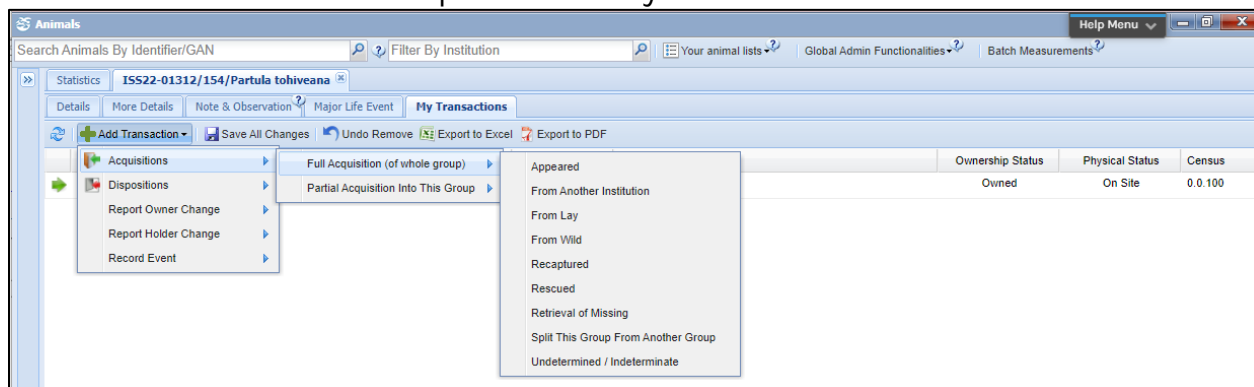 Animals Help Menu
Search Animals By Identifier/GAN Filter By Institution Your animal lists Global Admin Functionalities Batch Measurements
Statistics ISS22-01312/154/Partula tohiveana
Details More Details Note & Observation Major Life Event My Transactions
Add Transaction Save All Changes Undo Remove Export to Excel Export to PDF
Ownership Status Physical Status Census
Owned On Site 0.0.100
Acquisitions
Dispositions
Report Owner Change
Report Holder Change
Record Event
Full Acquisition (of whole group)
Partial Acquisition Into This Group
Appeared
From Another Institution
From Lay
From Wild
Recaptured
Rescued
Retrieval of Missing
Split This Group From Another Group
Undetermined / Indeterminate